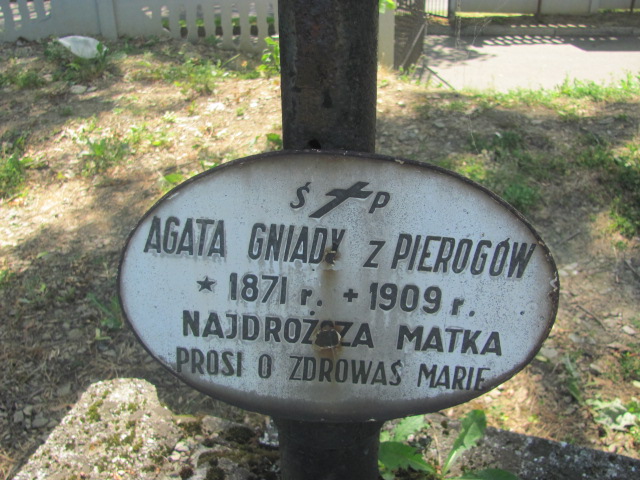 Ś P
AGATA GNIADY Z PIEROGÓW
* 1871 r. + 1909 r.
NAJDROŻSZA MATKA
PROSI O ZDROWAŚ MARIE